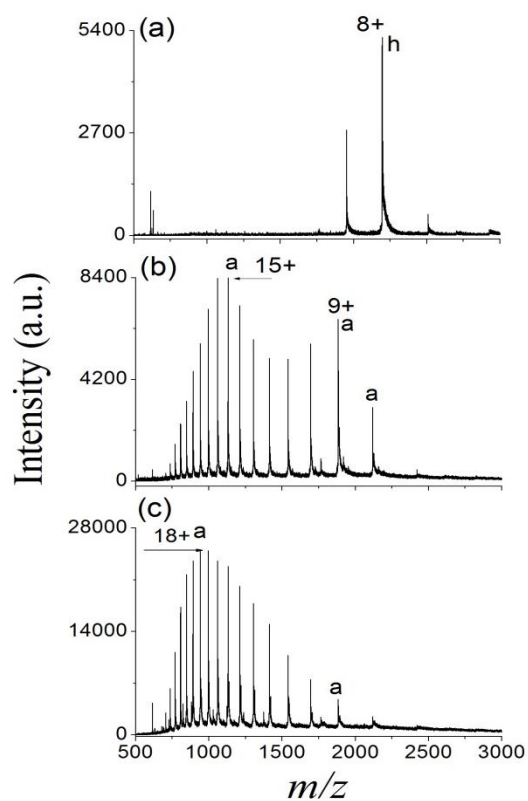 (a)
8+
h
5400
2700
0
(b)
a 15+
9+
a
a
8400
4200
0
(c)
18+ a
a
28000
14000
0
500 1000 1500 2000 2500 3000
Intensity (a.u.)
m/z